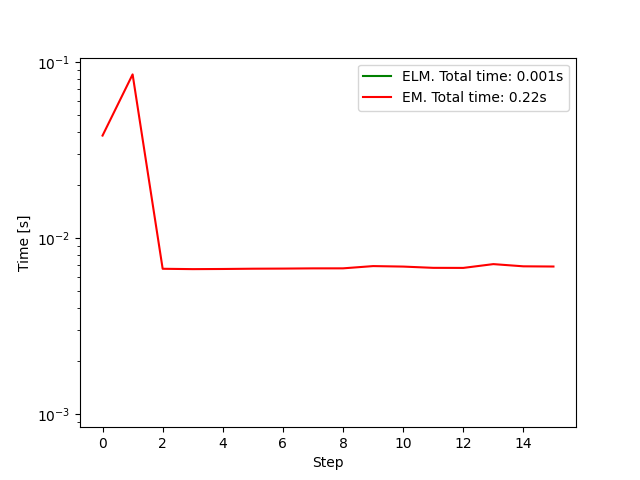 ELM. Total time: 0.001s
EM. Total time: 0.22s
Time [s]
10⁻¹
10⁻²
10⁻³
0 2 4 6 8 10 12 14
Step